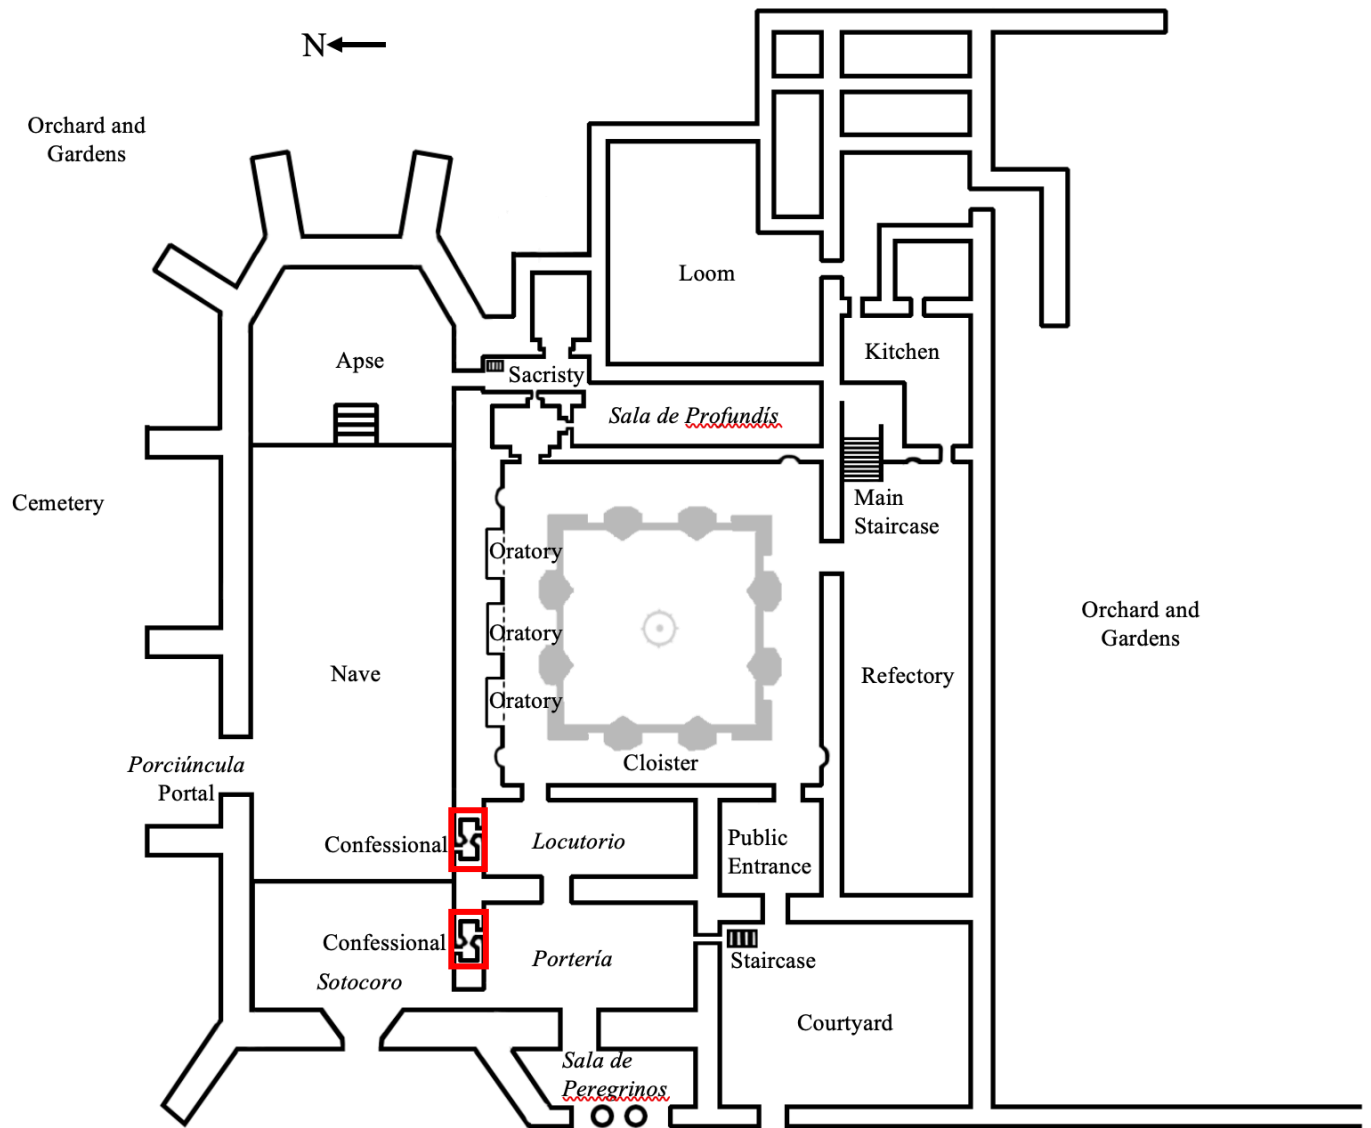 N
Orchard and
Gardens
Loom
Apse
Kitchen
Sacristy
Sala de Profundís
Cemetery
Main
Staircase
Oratory
Oratory
Oratory
Orchard and
Gardens
Nave
Refectory
Cloister
Porciúncula
Portal
Confessional
Locutorio
Public
Entrance
Confessional
Portería
Staircase
Sotocoro
Courtyard
Sala de
Peregrinos